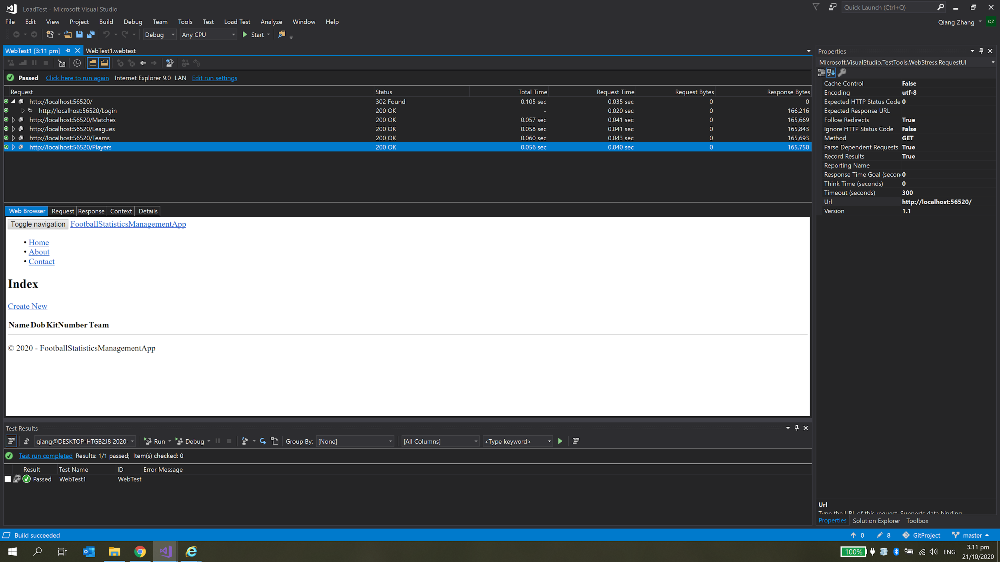 LoadTest - Microsoft Visual Studio
Quick Launch (Ctrl+Q)
File Edit View Project Build Debug Team Tools Test Load Test Analyze Window Help
Qiang Zhang QZ
Debug Any CPU Start
WebTest1 [3:11 pm] WebTest1.webtest
Passed Click here to run again Internet Explorer 9.0 LAN Edit run settings
Request Status Total Time Request Time Request Bytes Response Bytes
http://localhost:56520/ 302 Found 0.105 sec 0.035 sec 0 0
http://localhost:56520/Login 200 OK - 0.020 sec 0 166,216
http://localhost:56520/Matches 200 OK 0.057 sec 0.041 sec 0 165,669
http://localhost:56520/Leagues 200 OK 0.058 sec 0.041 sec 0 165,843
http://localhost:56520/Teams 200 OK 0.060 sec 0.043 sec 0 165,693
http://localhost:56520/Players 200 OK 0.056 sec 0.040 sec 0 165,750
Web Browser Request Response Context Details
Toggle navigation FootballStatisticsManagementApp
• Home
• About
• Contact
Index
Create New
Name Dob KitNumber Team
© 2020 - FootballStatisticsManagementApp
Test Results
qiang@DESKTOP-HTGB2J8 2020- Run Debug Group By: [None] [All Columns] <Type keyword>
Test run completed Results: 1/1 passed; Item(s) checked: 0
Result Test Name ID Error Message
Passed WebTest1 WebTest
Properties
Microsoft.VisualStudio.TestTools.WebStress.RequestUI
Cache Control False
Encoding utf-8
Expected HTTP Status Code 0
Expected Response URL
Follow Redirects True
Ignore HTTP Status Code False
Method GET
Parse Dependent Requests True
Record Results True
Reporting Name
Response Time Goal (secon 0
Think Time (seconds) 0
Timeout (seconds) 300
Url http://localhost:56520/
Version 1.1
Url
Type the URL of this request. Supports data binding
Properties Solution Explorer Toolbox
Build succeeded
0 8 GitProject master
100% ENG 3:11 pm
21/10/2020